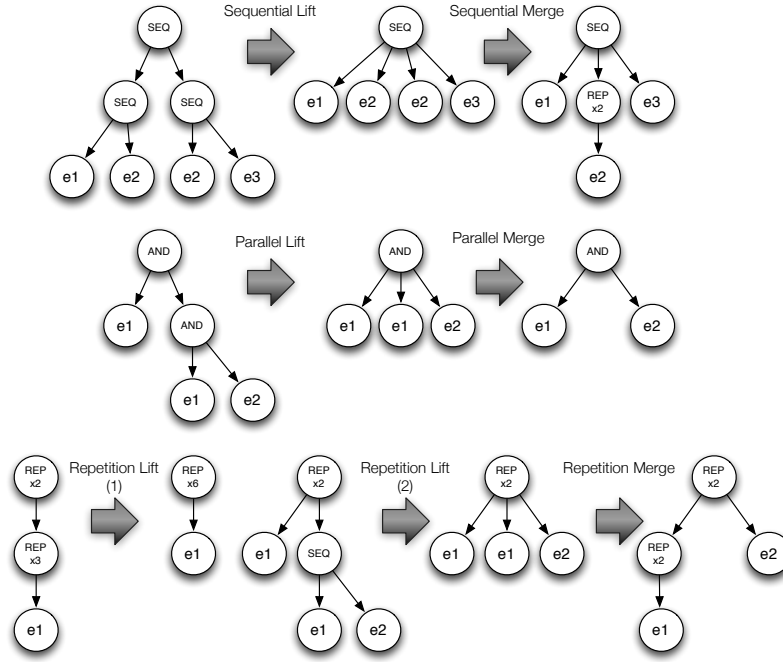 Sequential Lift
Sequential Merge
SEQ
SEQ
SEQ
SEQ
SEQ
e1
e2
e2
e3
e1
REP
x2
e3
e1
e2
e2
e3
e2
Parallel Lift
Parallel Merge
AND
AND
AND
e1
AND
e1
e1
e2
e1
e2
e1
e2
REP
x2
Repetition Lift
(1)
REP
x6
REP
x2
Repetition Lift
(2)
REP
x2
Repetition Merge
REP
x2
REP
x3
e1
e1
SEQ
e1
e1
e2
REP
x2
e2
e1
e1
e2
e1